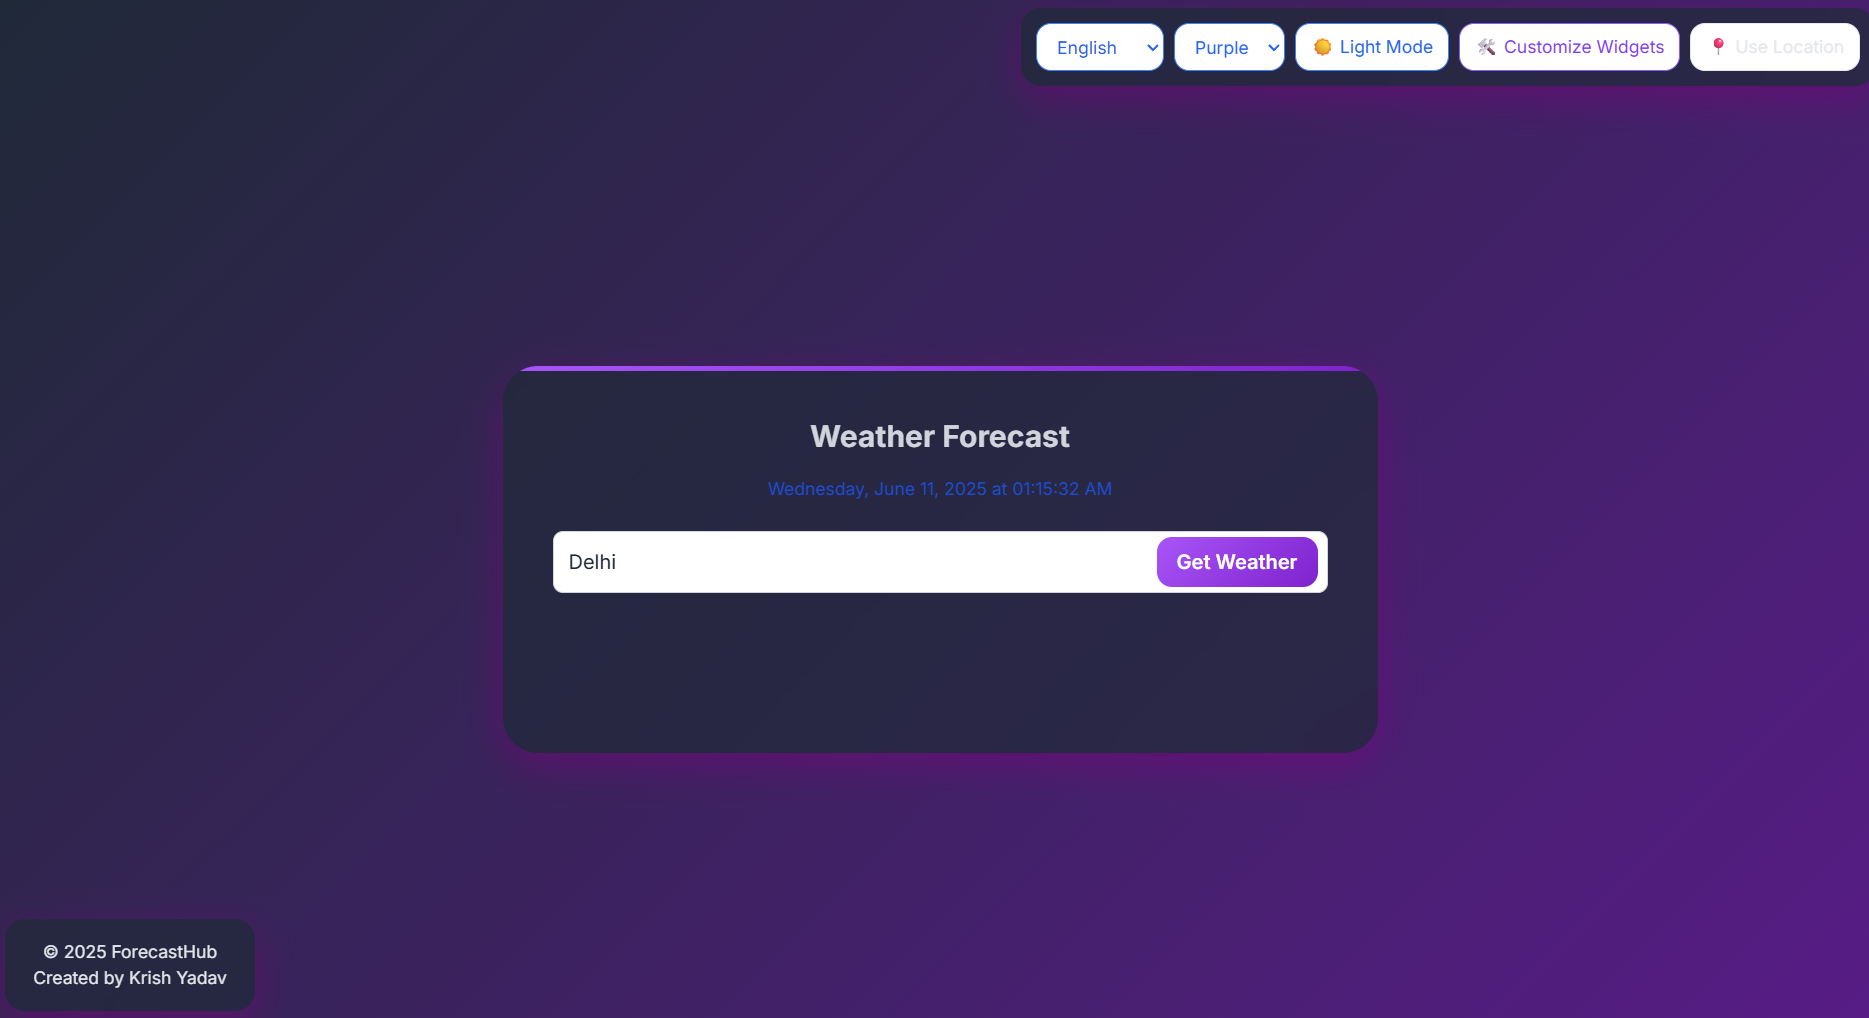 English
Purple
Light Mode
Customize Widgets
Use Location
Weather Forecast
Wednesday, June 11, 2025 at 01:15:32 AM
Delhi
Get Weather
© 2025 ForecastHub
Created by Krish Yadav